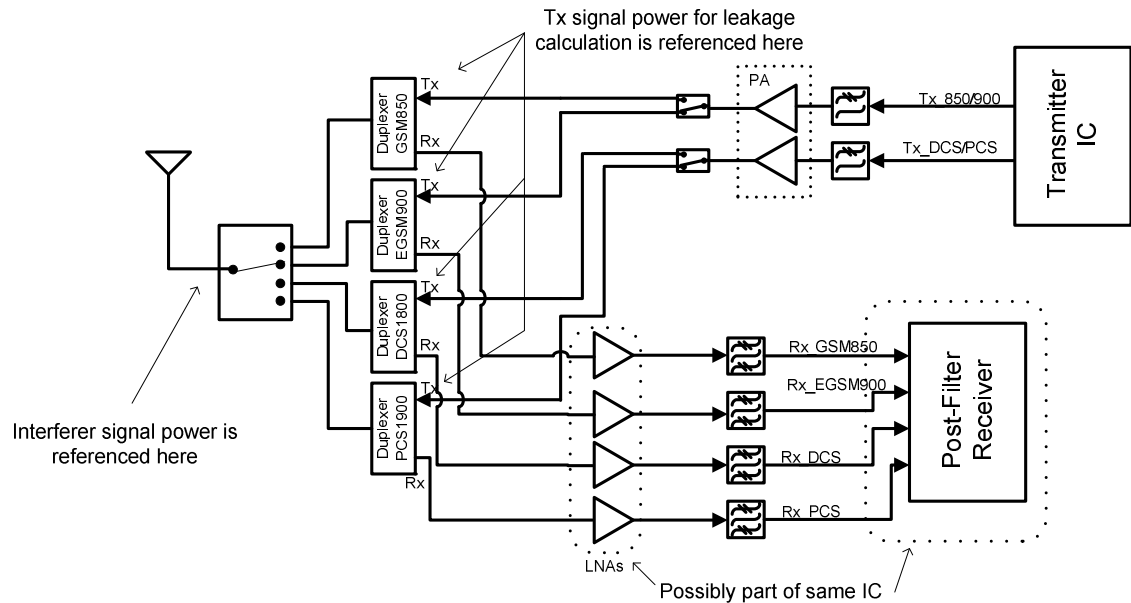 Tx signal power for leakage
calculation is referenced here
Tx
Duplexer
GSM850
Rx
Tx
Duplexer
EGSM900
Rx
Tx
Duplexer
DCS1800
Rx
Tx
Duplexer
PCS1900
Rx
PA
Tx_850/900
Tx_DCS/PCS
Transmitter
IC
Interferer signal power is
referenced here
LNAs
Rx_GSM850
Rx_EGSM900
Rx_DCS
Rx_PCS
Post-Filter
Receiver
Possibly part of same IC